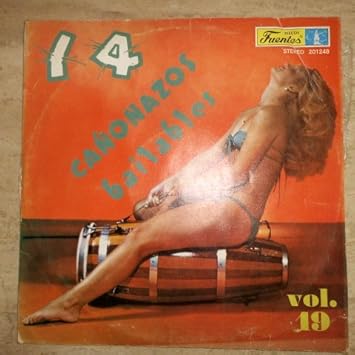 14
CAÑONAZOS
bailables
DISCOS
Fuentes
STEREO 201248
vol.
19